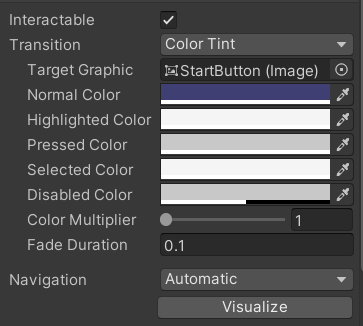 Interactable
Transition Color Tint
Target Graphic StartButton (Image)
Normal Color
Highlighted Color
Pressed Color
Selected Color
Disabled Color
Color Multiplier 1
Fade Duration 0.1
Navigation Automatic
Visualize